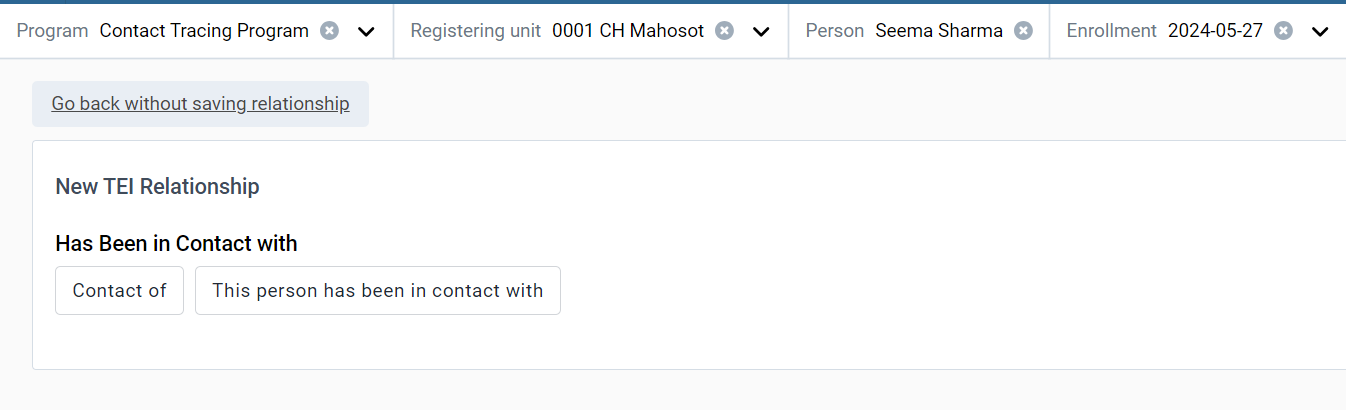 Program Contact Tracing Program Registering unit 0001 CH Mahosot Person Seema Sharma Enrollment 2024-05-27
Go back without saving relationship
New TEI Relationship
Has Been in Contact with
Contact of This person has been in contact with